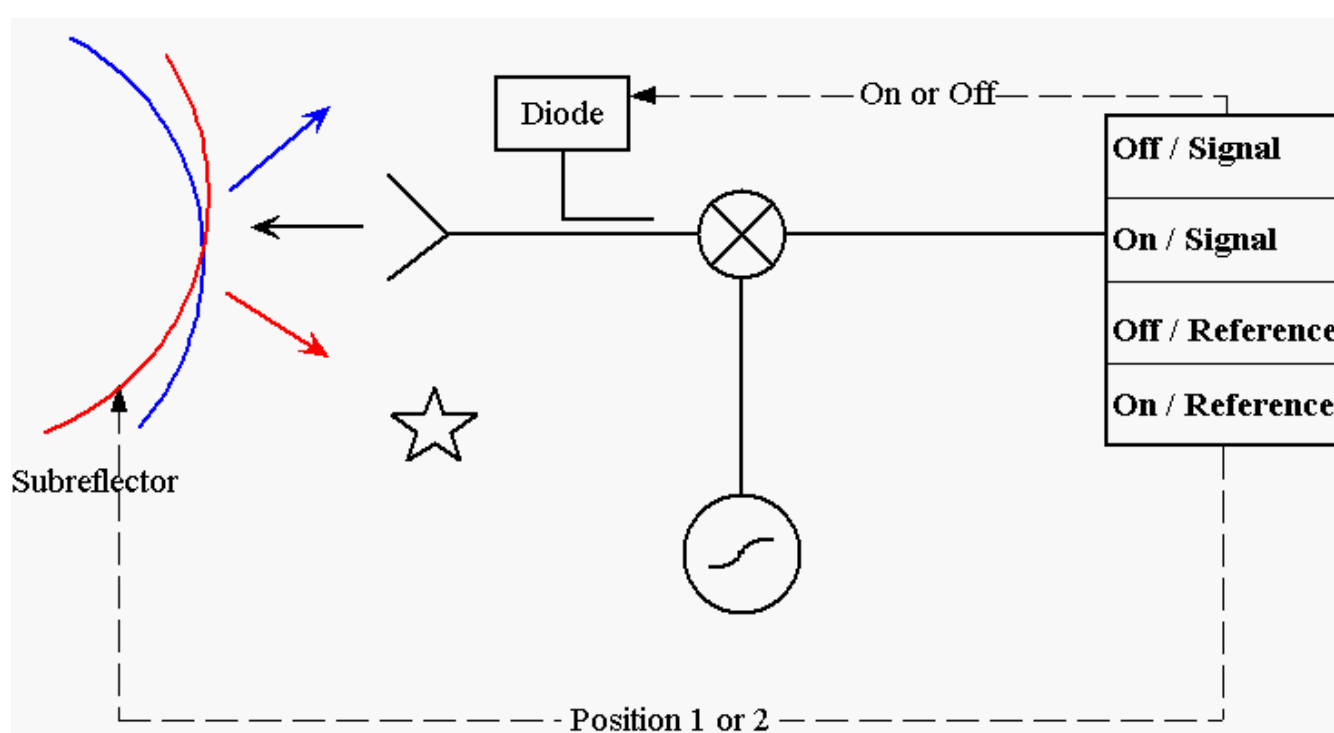 Diode
On or Off
Off / Signal
On / Signal
Off / Reference
On / Reference
Subreflector
Position 1 or 2